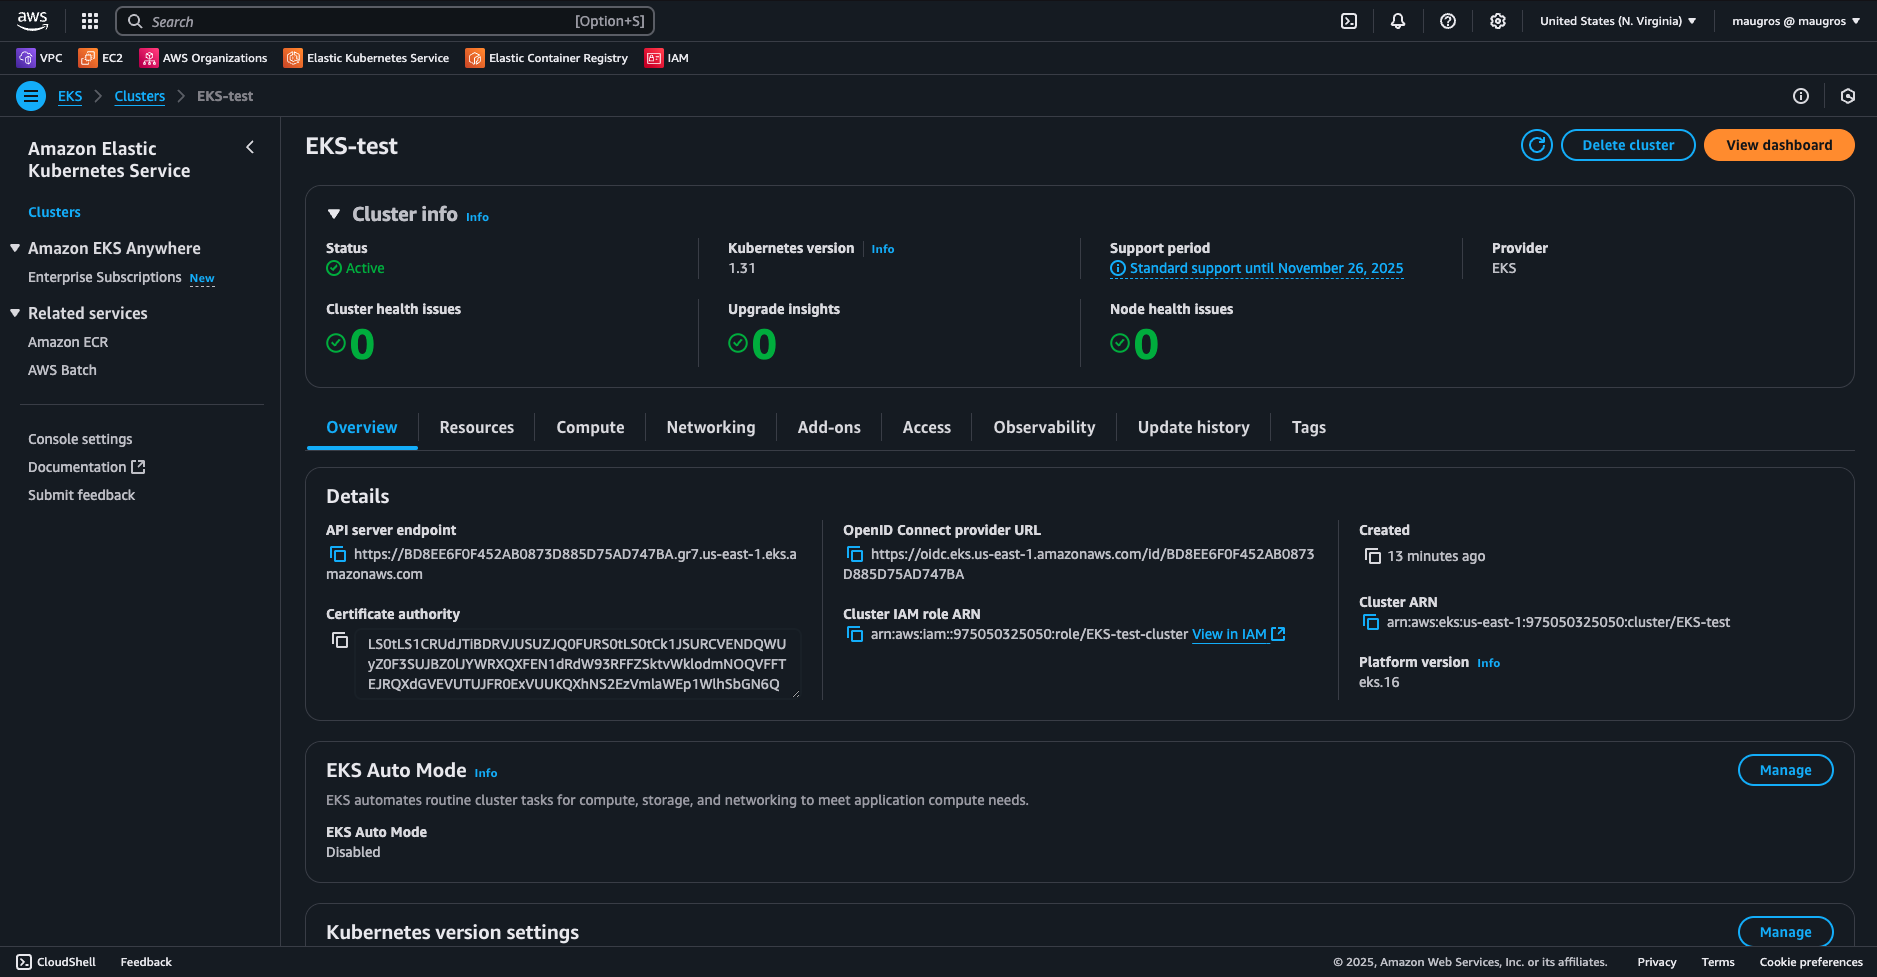 aws
Search [Option+S]
United States (N. Virginia)
maugros @ maugros
VPC
EC2
AWS Organizations
Elastic Kubernetes Service
Elastic Container Registry
IAM
EKS
Clusters
EKS-test
Amazon Elastic
Kubernetes Service
Clusters
Amazon EKS Anywhere
Enterprise Subscriptions New
Related services
Amazon ECR
AWS Batch
Console settings
Documentation
Submit feedback
EKS-test
Delete cluster
View dashboard
Cluster info Info
Status
Active
Kubernetes version Info
1.31
Support period
Standard support until November 26, 2025
Provider
EKS
Cluster health issues
0
Upgrade insights
0
Node health issues
0
Overview
Resources
Compute
Networking
Add-ons
Access
Observability
Update history
Tags
Details
API server endpoint
https://BD8EE6F0F452AB0873D885D75AD747BA.gr7.us-east-1.eks.a
mazonaws.com
Certificate authority
LS0tLS1CRUdJTiBDRVJUSUZJQ0FURS0tLS0tCk1JSURCVENDQWU
yZ0F3SUJBZ0lJYWRXQXFEN1dRdW93RFFZSktvWklodmNOQVFFT
EJRQXdGVEVUTUJFR0ExVUUKQXhNS2EzVmlaWEp1WlhSbGN6Q
OpenID Connect provider URL
https://oidc.eks.us-east-1.amazonaws.com/id/BD8EE6F0F452AB0873
D885D75AD747BA
Cluster IAM role ARN
arn:aws:iam::975050325050:role/EKS-test-cluster View in IAM
Created
13 minutes ago
Cluster ARN
arn:aws:eks:us-east-1:975050325050:cluster/EKS-test
Platform version Info
eks.16
EKS Auto Mode Info
Manage
EKS automates routine cluster tasks for compute, storage, and networking to meet application compute needs.
EKS Auto Mode
Disabled
Kubernetes version settings
Manage
CloudShell
Feedback
© 2025, Amazon Web Services, Inc. or its affiliates.
Privacy
Terms
Cookie preferences